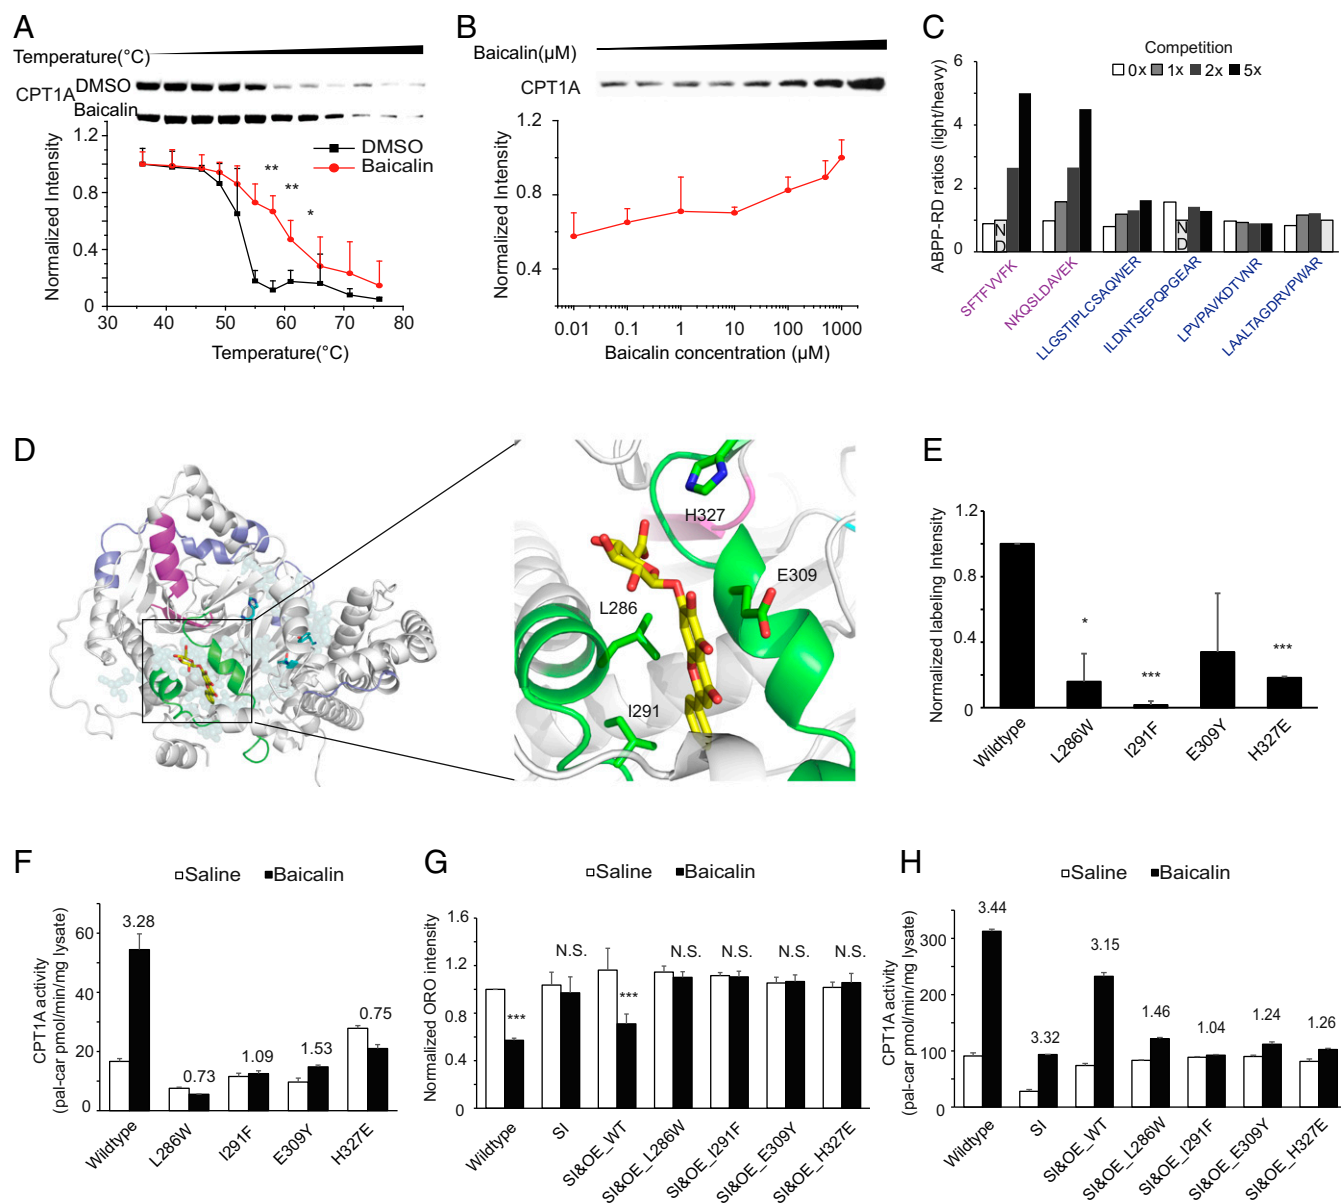 A
Temperature(°C)
CPT1A
DMSO
Baicalin
Normalized Intensity
1.2
0.8
0.4
0
DMSO
Baicalin
**
**
*
30 40 50 60 70 80
Temperature(°C)
B
Baicalin(μM)
CPT1A
Normalized Intensity
1.2
0.8
0.4
0.01 0.1 1 10 100 1000
Baicalin concentration (μM)
C
Competition
0x 1x 2x 5x
ABPP-RD ratios (light/heavy)
6
4
2
0
ND
ND
SFTFVVFK
NKQSLDAVEK
LLGSTIPLCSAQWER
ILDNTSEPQPGEAR
LPVPAVKDTVNR
LAALTAGDRVPWAR
D
H327
E309
L286
I291
E
Normalized labeling Intensity
1.2
0.8
0.4
0
*
***
***
Wildtype
L286W
I291F
E309Y
H327E
F
Saline Baicalin
CPT1A activity
(pal-car pmol/min/mg lysate)
60
40
20
0
3.28
0.73
1.09
1.53
0.75
Wildtype
L286W
I291F
E309Y
H327E
G
Saline Baicalin
Normalized ORO intensity
1.6
1.2
0.8
0.4
0
***
N.S.
***
N.S.
N.S.
N.S.
N.S.
Wildtype
SI
SI&OE_WT
SI&OE_L286W
SI&OE_I291F
SI&OE_E309Y
SI&OE_H327E
H
Saline Baicalin
CPT1A activity
(pal-car pmol/min/mg lysate)
300
200
100
0
3.44
3.32
3.15
1.46
1.04
1.24
1.26
Wildtype
SI
SI&OE_WT
SI&OE_L286W
SI&OE_I291F
SI&OE_E309Y
SI&OE_H327E